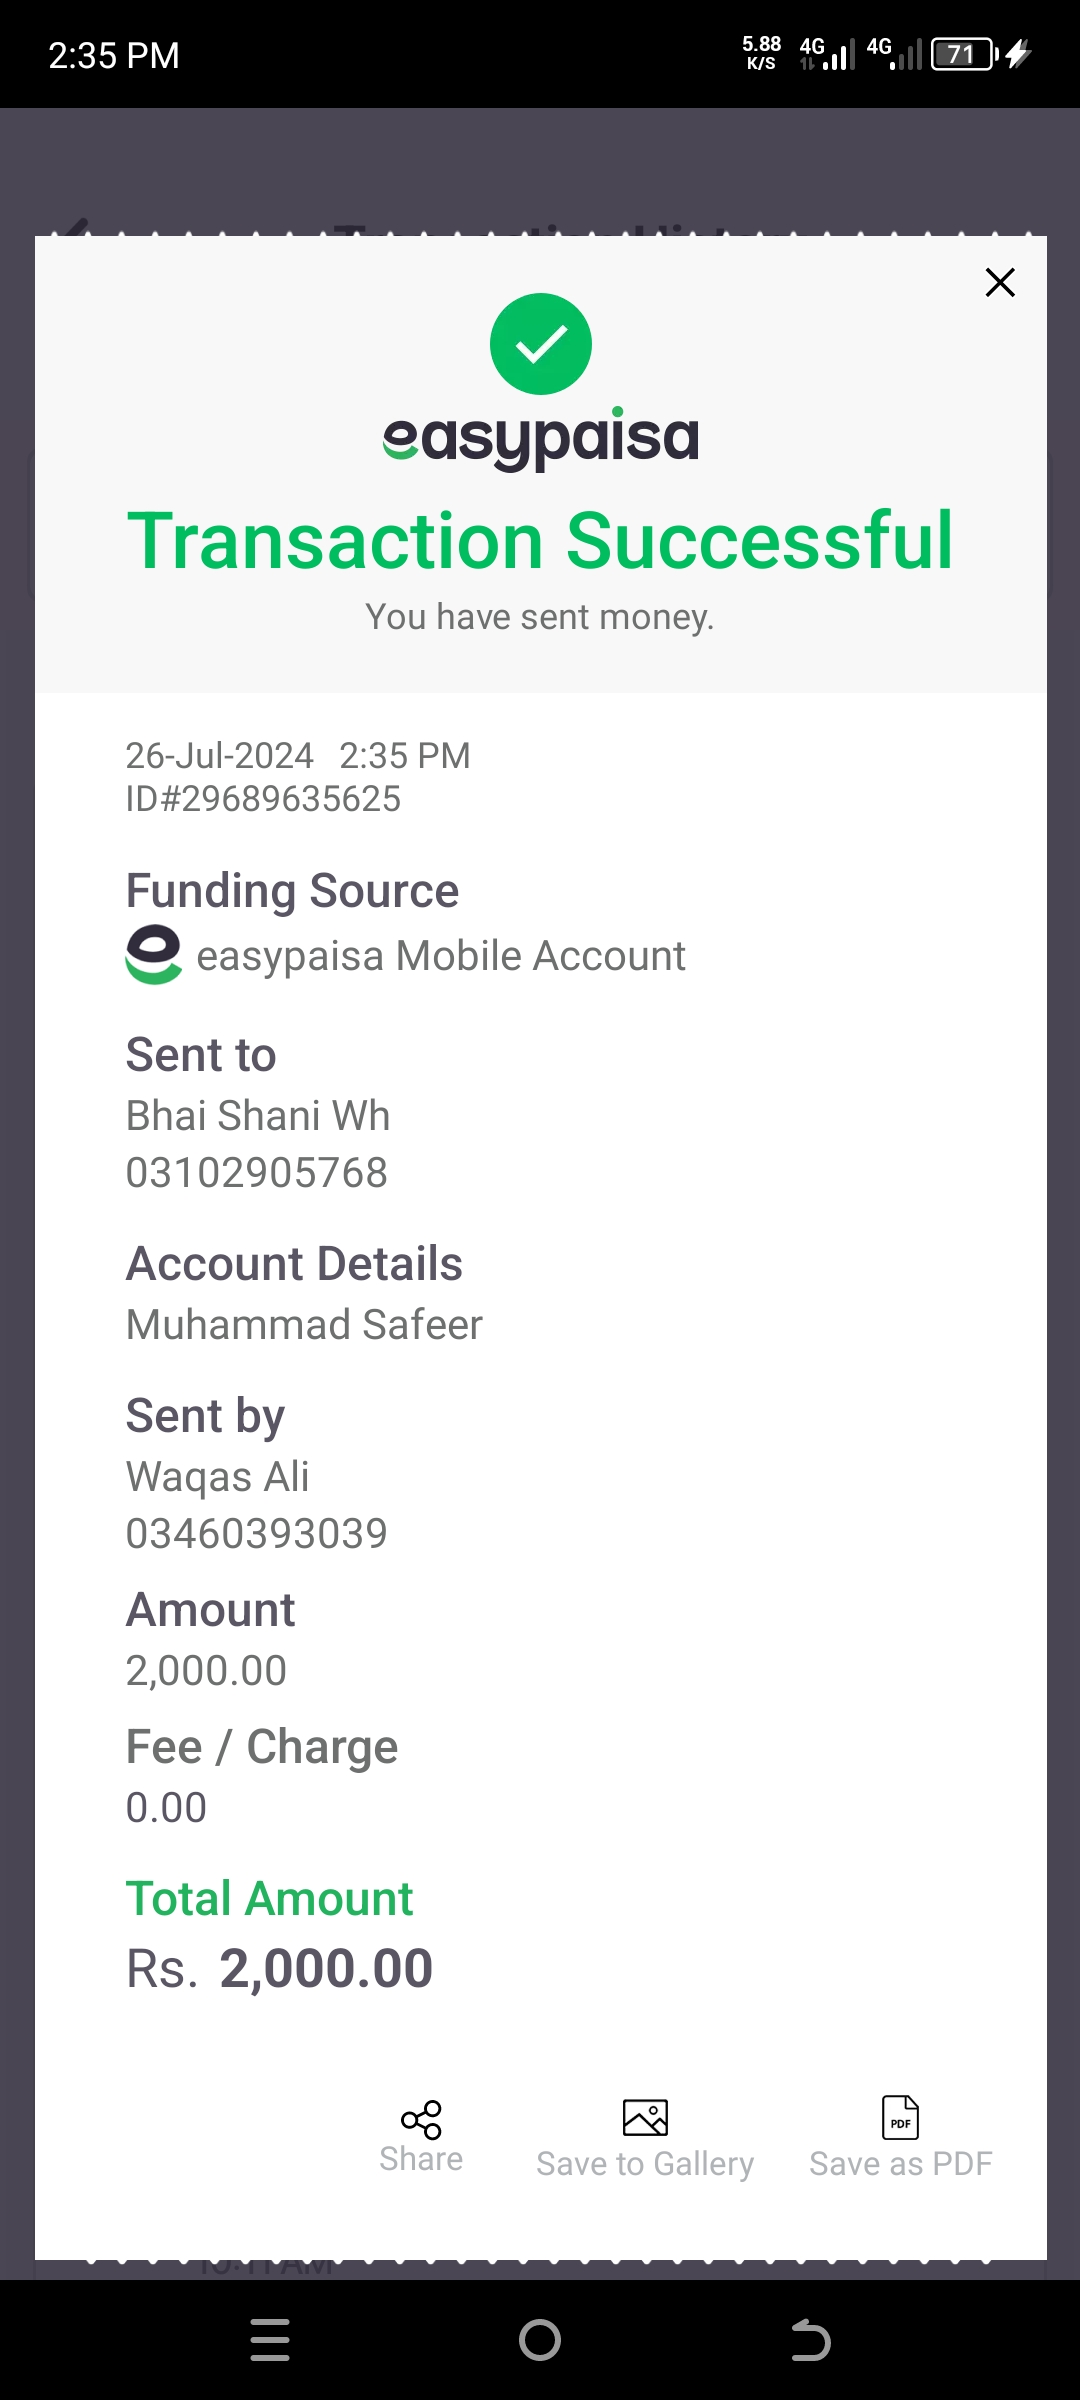 2:35 PM
5.88 K/S 4G 4G 71
Transaction History
easypaisa
Transaction Successful
You have sent money.
26-Jul-2024 2:35 PM
ID#29689635625
Funding Source
easypaisa Mobile Account
Sent to
Bhai Shani Wh
03102905768
Account Details
Muhammad Safeer
Sent by
Waqas Ali
03460393039
Amount
2,000.00
Fee / Charge
0.00
Total Amount
Rs. 2,000.00
PDF
Share
Save to Gallery
Save as PDF